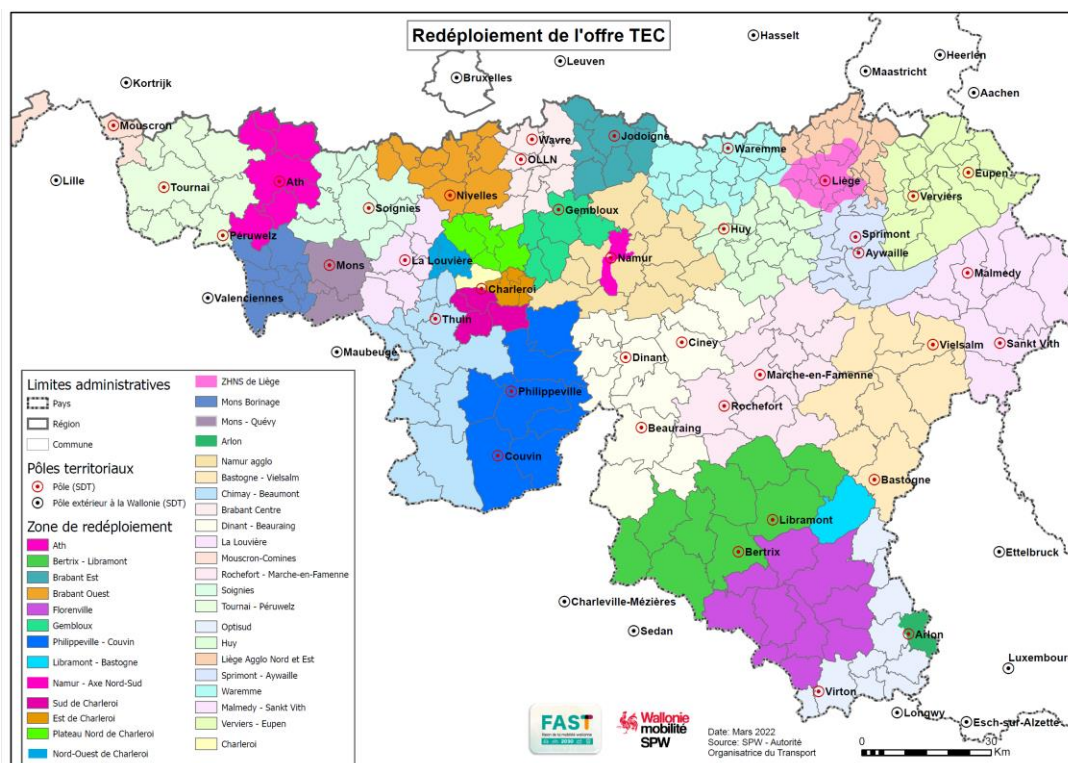 Redéploiement de l'offre TEC
Hasselt
Leuven
Heerlen
Maastricht
Bruxelles
Kortrijk
Aachen
Mouscron
Wavre
Jodoigne
OLLN
Waremme
Lille
Tournai
Ath
Nivelles
Liège
Eupen
Verviers
Soignies
Gembloux
Péruwelz
Huy
Sprimont
Aywaille
Mons
La Louvière
Namur
Malmedy
Valenciennes
Charleroi
Thuin
Maubeuge
Ciney
Dinant
Vielsalm
Sankt Vith
Marche-en-Famenne
Philippeville
Rochefort
Beauraing
Couvin
Bastogne
Libramont
Bertrix
Ettelbruck
Charleville-Mézières
Sedan
Arlon
Luxembourg
Virton
Longwy
Esch-sur-Alzette
Limites administratives
Pays
Région
Commune
Pôles territoriaux
Pôle (SDT)
Pôle extérieur à la Wallonie (SDT)
Zone de redéploiement
Ath
Bertrix - Libramont
Brabant Est
Brabant Ouest
Florenville
Gembloux
Philippeville - Couvin
Libramont - Bastogne
Namur - Axe Nord-Sud
Sud de Charleroi
Est de Charleroi
Plateau Nord de Charleroi
Nord-Ouest de Charleroi
ZHNS de Liège
Mons Borinage
Mons - Quévy
Arlon
Namur agglo
Bastogne - Vielsalm
Chimay - Beaumont
Brabant Centre
Dinant - Beauraing
La Louvière
Mouscron-Comines
Rochefort - Marche-en-Famenne
Soignies
Tournai - Péruwelz
Optisud
Huy
Liège Agglo Nord et Est
Sprimont - Aywaille
Waremme
Malmedy - Sankt Vith
Verviers - Eupen
Charleroi
FAST
2030
Wallonie
mobilité
SPW
Date: Mars 2022
Source: SPW - Autorité
Organisatrice du Transport
0 30
Km